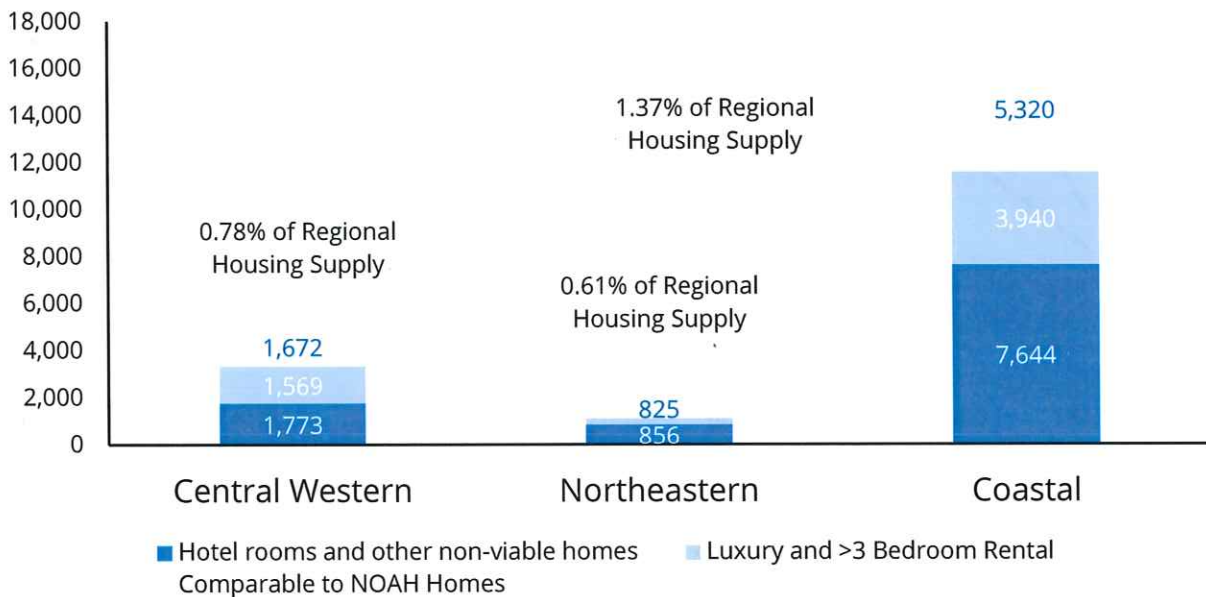 18,000
16,000
14,000
12,000
10,000
8,000
6,000
4,000
2,000
0
0.78% of Regional
Housing Supply
1,672
1,569
1,773
0.61% of Regional
Housing Supply
825
856
1.37% of Regional
Housing Supply
5,320
3,940
7,644
Central Western
Northeastern
Coastal
Hotel rooms and other non-viable homes
Comparable to NOAH Homes
Luxury and >3 Bedroom Rental